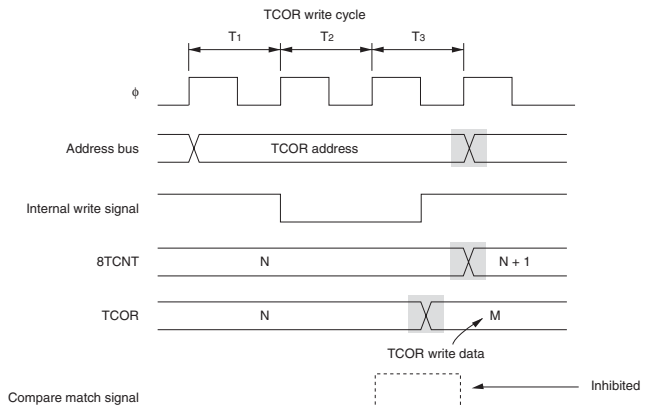 TCOR write cycle
T1 T2 T3
φ
Address bus TCOR address
Internal write signal
8TCNT N N + 1
TCOR N M
TCOR write data
Compare match signal Inhibited